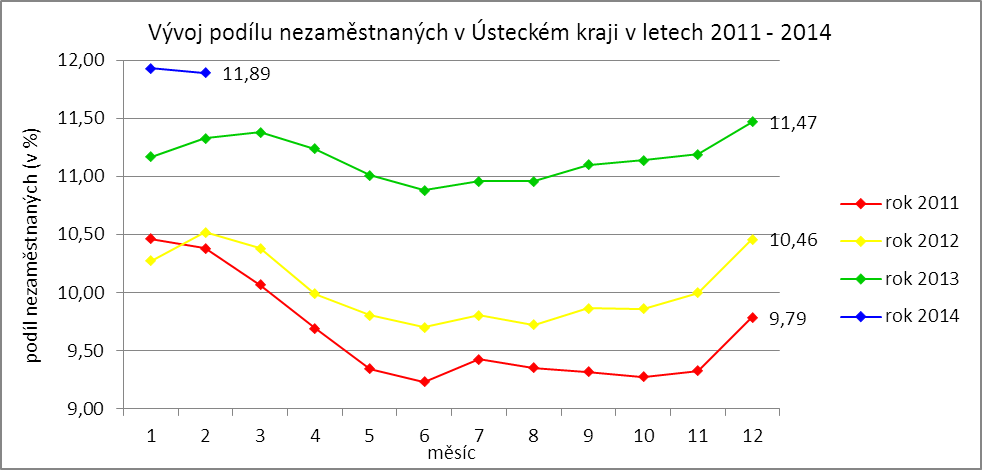 Vývoj podílu nezaměstnaných v Ústeckém kraji v letech 2011 - 2014
podíl nezaměstnaných (v %)
12,00
11,50
11,00
10,50
10,00
9,50
9,00
11,89
11,47
10,46
9,79
1 2 3 4 5 6 7 8 9 10 11 12
měsíc
rok 2011
rok 2012
rok 2013
rok 2014